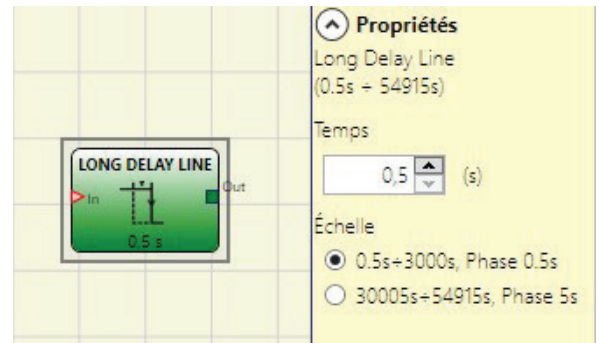 LONG DELAY LINE
In
Out
0.5 s
Propriétés
Long Delay Line
(0.5s ÷ 54915s)
Temps
0,5 (s)
Échelle
0.5s÷3000s, Phase 0.5s
30005s÷54915s, Phase 5s